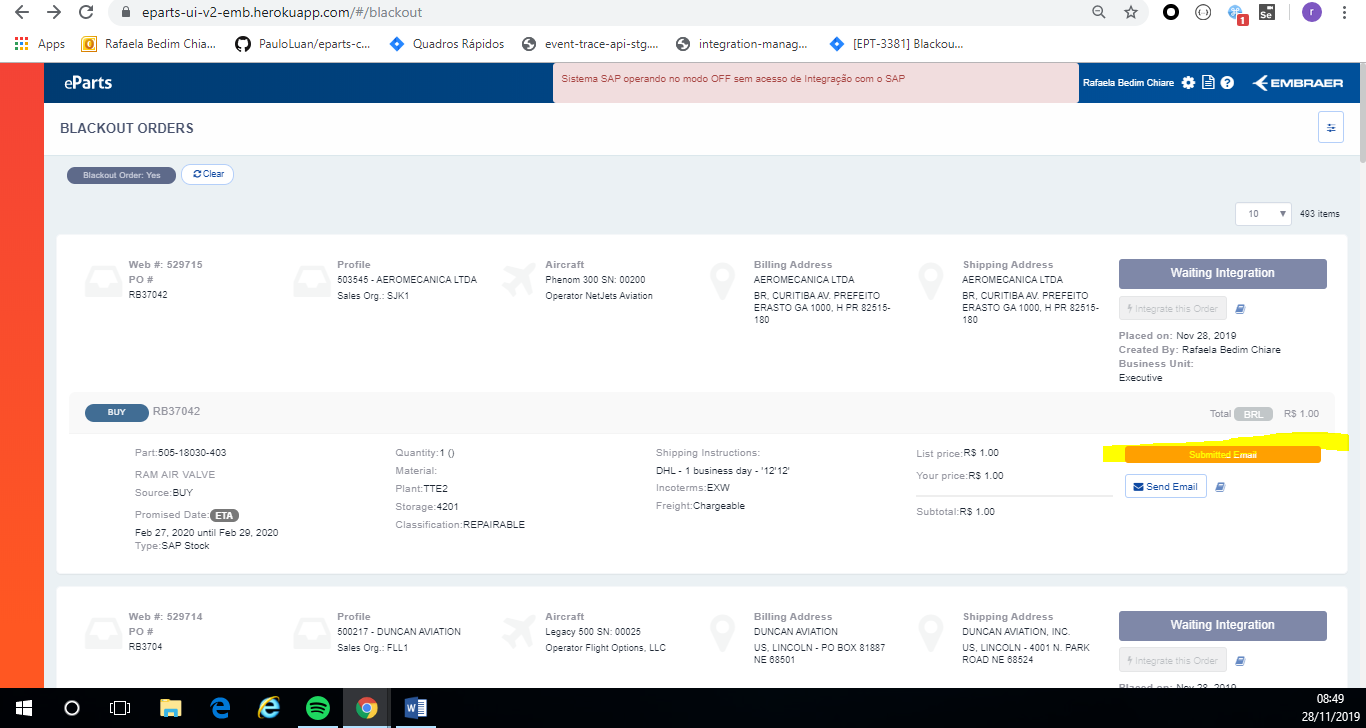 eparts-ui-v2-emb.herokuapp.com/#/blackout
1
Se
r
Apps
Rafaela Bedim Chia...
PauloLuan/eparts-c...
Quadros Rápidos
event-trace-api-stg....
integration-manag...
[EPT-3381] Blackou...
eParts
Sistema SAP operando no modo OFF sem acesso de Integração com o SAP
Rafaela Bedim Chiare
EMBRAER
BLACKOUT ORDERS
Blackout Order: Yes
Clear
10
493 items
Web #: 529715
PO #
RB37042
Profile
503545 - AEROMECANICA LTDA
Sales Org.: SJK1
Aircraft
Phenom 300 SN: 00200
Operator NetJets Aviation
Billing Address
AEROMECANICA LTDA
BR, CURITIBA AV. PREFEITO
ERASTO GA 1000, H PR 82515-
180
Shipping Address
AEROMECANICA LTDA
BR, CURITIBA AV. PREFEITO
ERASTO GA 1000, H PR 82515-
180
Waiting Integration
Integrate this Order
Placed on: Nov 28, 2019
Created By: Rafaela Bedim Chiare
Business Unit:
Executive
BUY RB37042
Total BRL R$ 1.00
Part:505-18030-403
RAM AIR VALVE
Source:BUY
Promised Date: ETA
Feb 27, 2020 until Feb 29, 2020
Type:SAP Stock
Quantity:1 ()
Material:
Plant:TTE2
Storage:4201
Classification:REPAIRABLE
Shipping Instructions:
DHL - 1 business day - '12'12'
Incoterms:EXW
Freight:Chargeable
List price:R$ 1.00
Your price:R$ 1.00
Subtotal:R$ 1.00
Submitted Email
Send Email
Web #: 529714
PO #
RB3704
Profile
500217 - DUNCAN AVIATION
Sales Org.: FLL1
Aircraft
Legacy 500 SN: 00025
Operator Flight Options, LLC
Billing Address
DUNCAN AVIATION
US, LINCOLN - PO BOX 81887
NE 68501
Shipping Address
DUNCAN AVIATION, INC.
US, LINCOLN - 4001 N. PARK
ROAD NE 68524
Waiting Integration
Integrate this Order
Placed on: Nov 28, 2019
08:49
28/11/2019